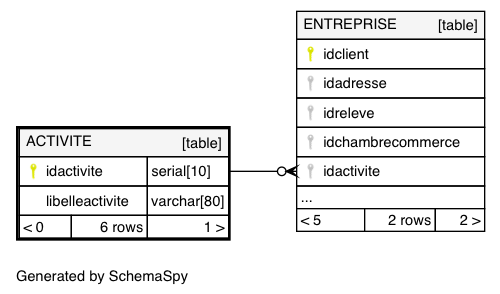 ENTREPRISE [table]
idclient
idadresse
idreleve
idchambrecommerce
idactivite
...
< 5 2 rows 2 >
ACTIVITE [table]
idactivite serial[10]
libelleactivite varchar[80]
< 0 6 rows 1 >
Generated by SchemaSpy